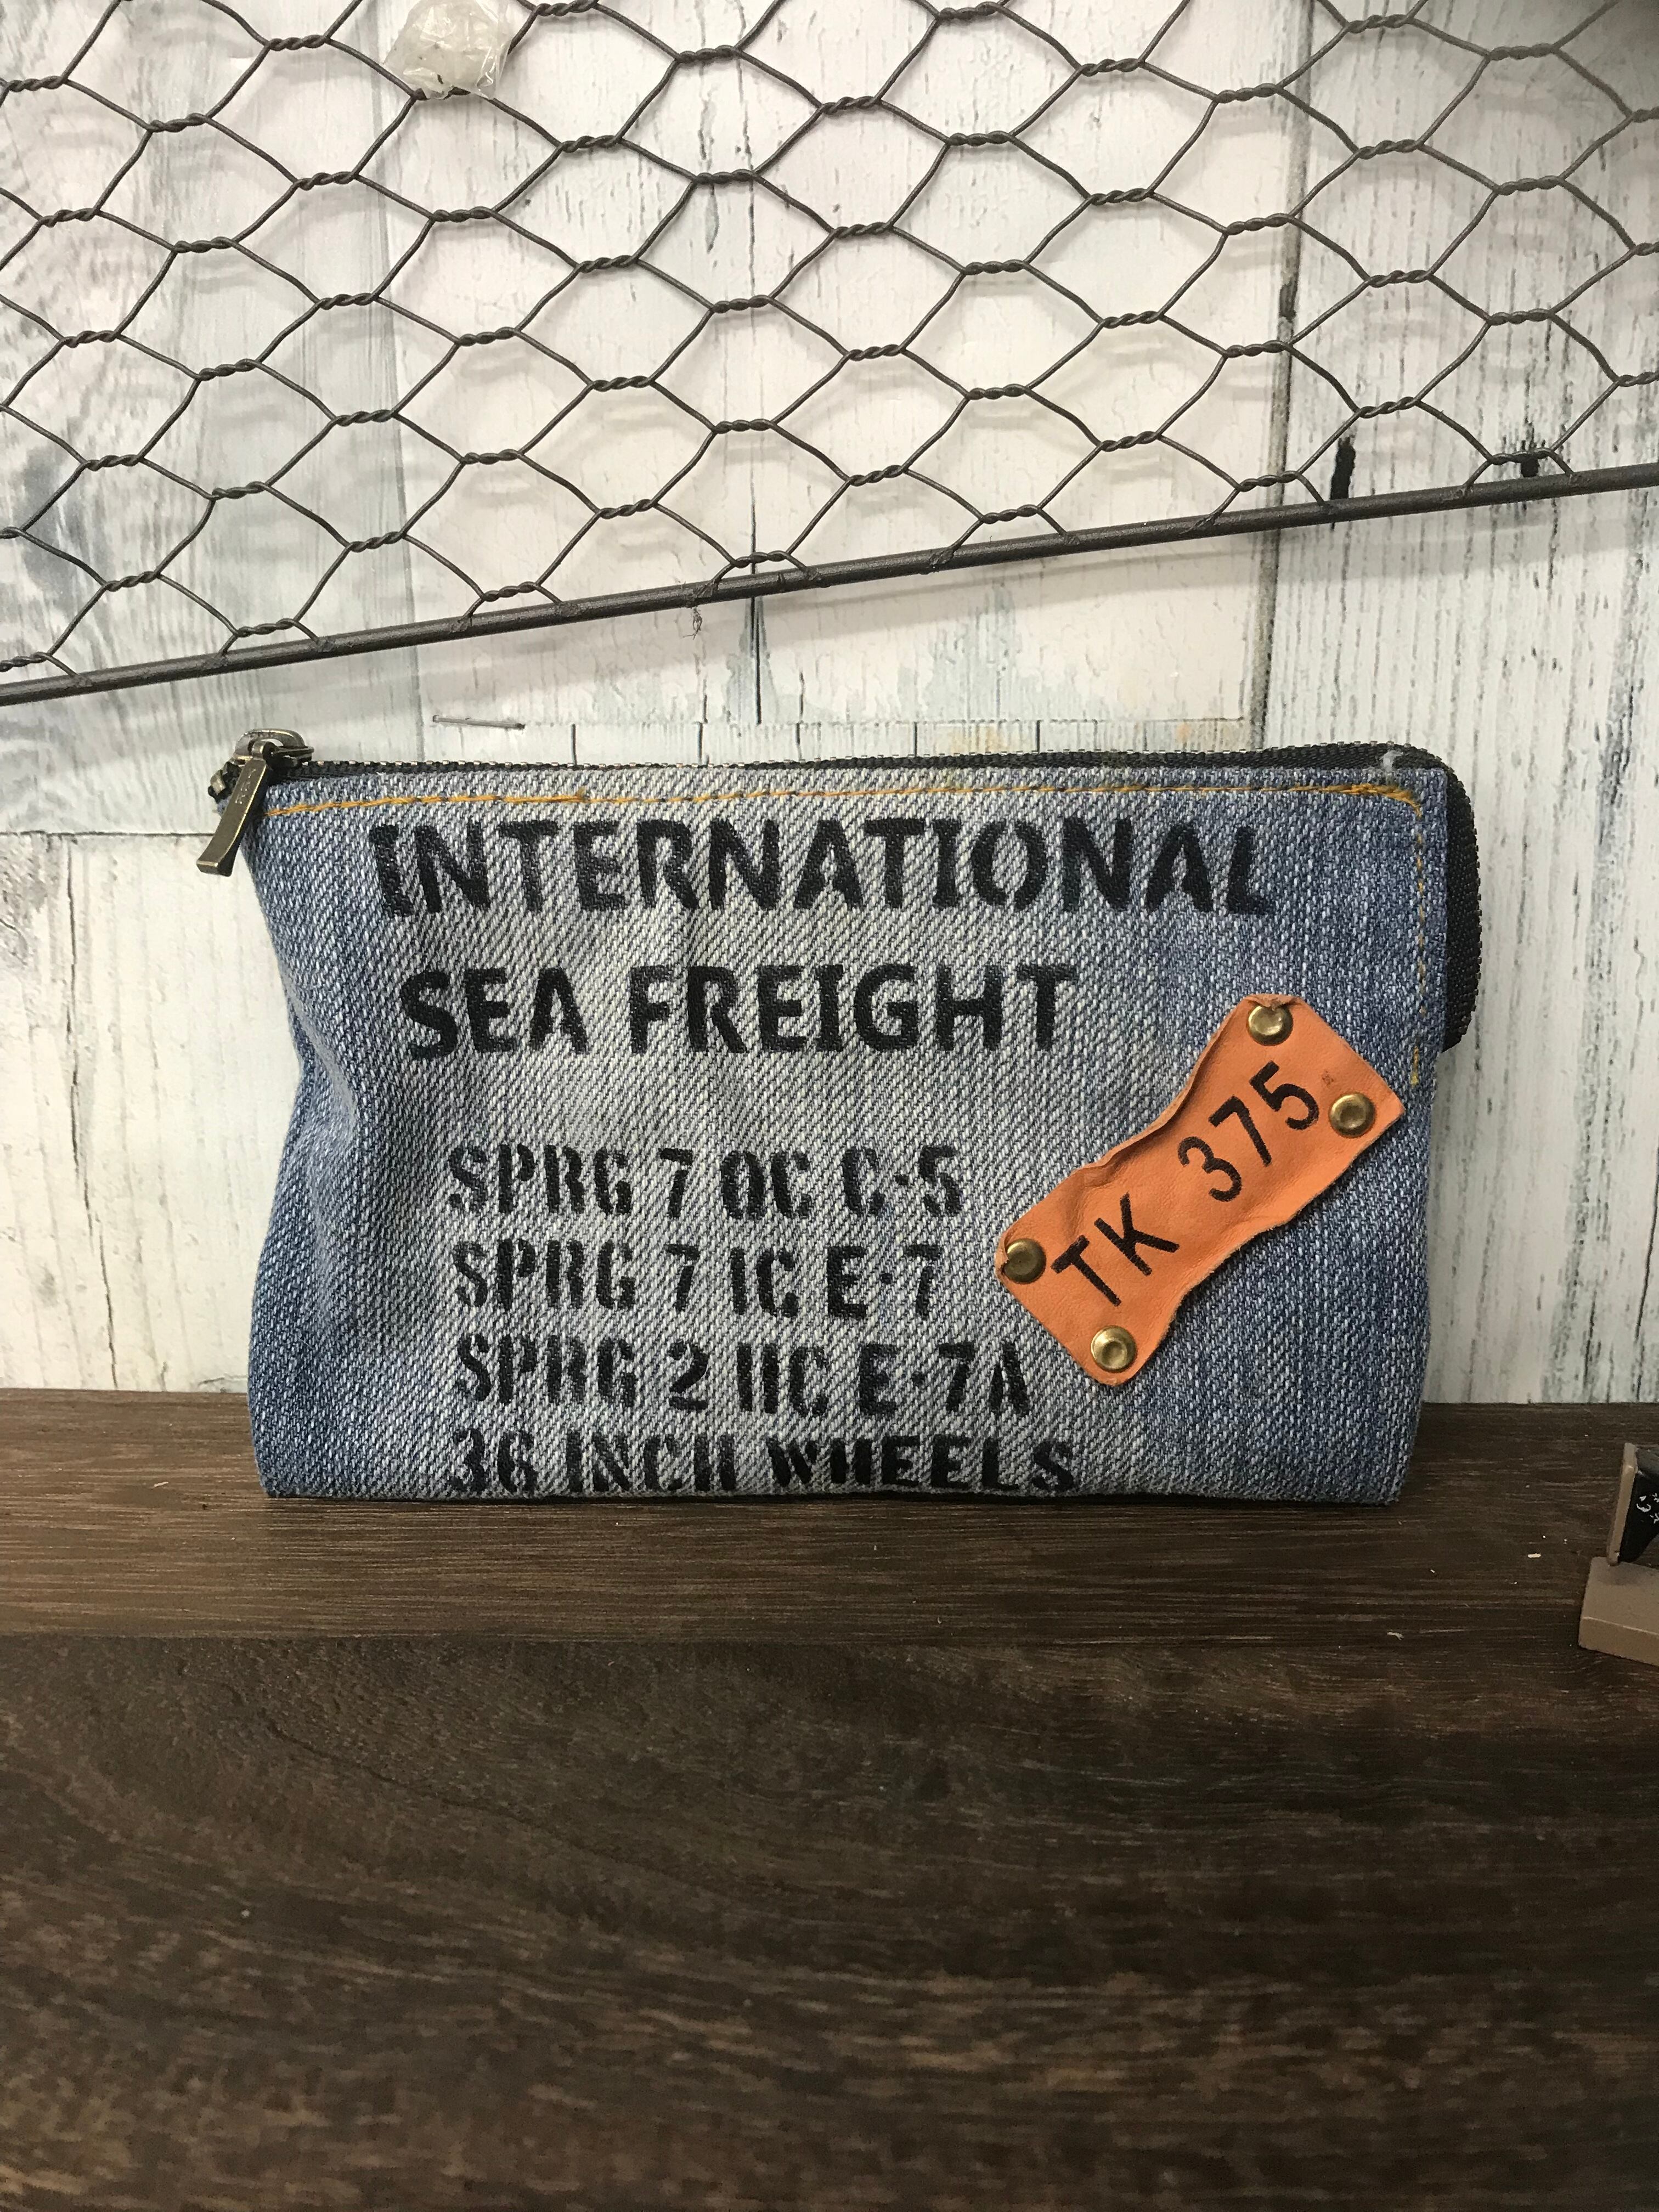 INTERNATIONAL
SEA FREIGHT
TK 375
SPRG 7 OC C-5
SPRG 7 IC E-7
SPRG 2 IIC E-7A
36 INCH WHEELS